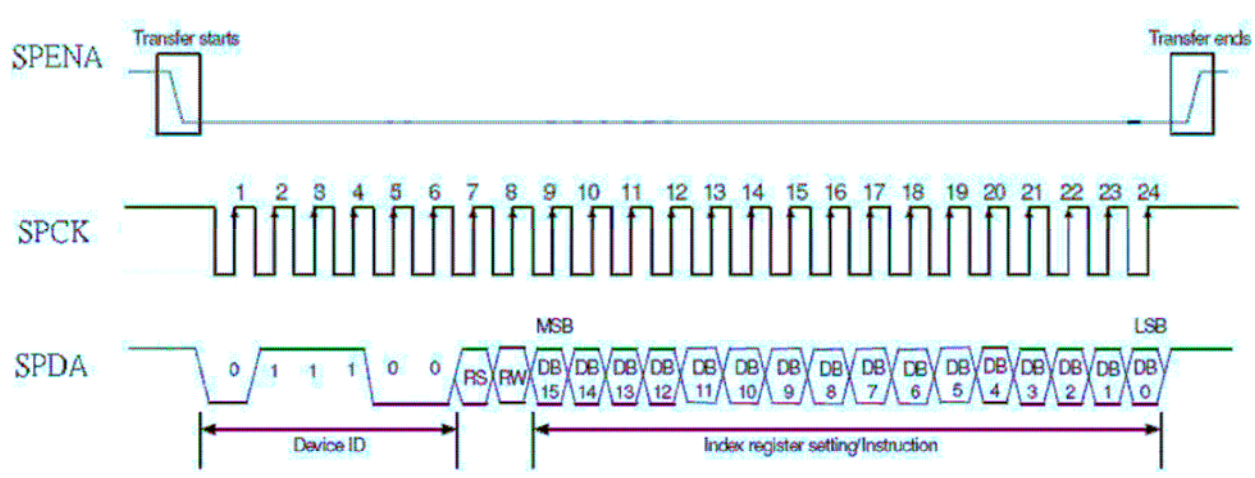 Transfer starts
Transfer ends
SPENA
1 2 3 4 5 6 7 8 9 10 11 12 13 14 15 16 17 18 19 20 21 22 23 24
SPCK
MSB
LSB
SPDA
0 1 1 1 0 0 RS RW DB 15 DB 14 DB 13 DB 12 DB 11 DB 10 DB 9 DB 8 DB 7 DB 6 DB 5 DB 4 DB 3 DB 2 DB 1 DB 0
Device ID
Index register setting/Instruction